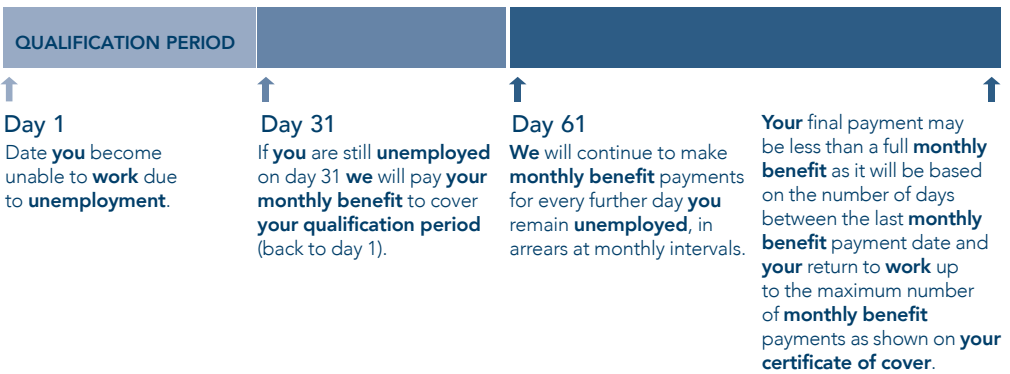 QUALIFICATION PERIOD
Day 1
Date you become
unable to work due
to unemployment.
Day 31
If you are still unemployed
on day 31 we will pay your
monthly benefit to cover
your qualification period
(back to day 1).
Day 61
We will continue to make
monthly benefit payments
for every further day you
remain unemployed, in
arrears at monthly intervals.
Your final payment may
be less than a full monthly
benefit as it will be based
on the number of days
between the last monthly
benefit payment date and
your return to work up
to the maximum number
of monthly benefit
payments as shown on your
certificate of cover.